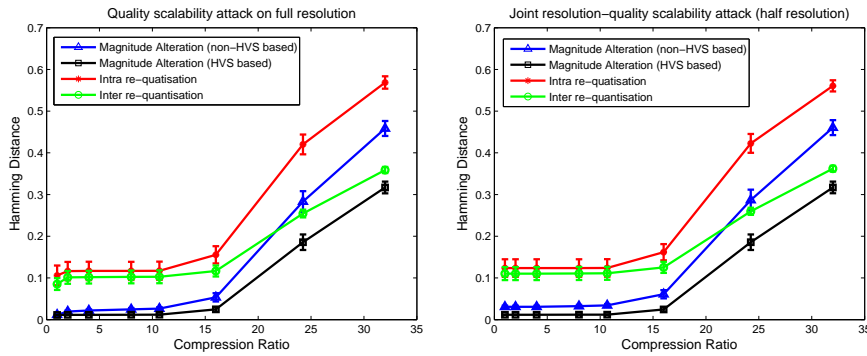 Quality scalability attack on full resolution
0.7
0.6
0.5
0.4
0.3
0.2
0.1
0
Hamming Distance
Magnitude Alteration (non−HVS based)
Magnitude Alteration (HVS based)
Intra re−quatisation
Inter re−quantisation
0 5 10 15 20 25 30 35
Compression Ratio
Joint resolution−quality scalability attack (half resolution)
0.7
0.6
0.5
0.4
0.3
0.2
0.1
0
Hamming Distance
Magnitude Alteration (non−HVS based)
Magnitude Alteration (HVS based)
Intra re−quatisation
Inter re−quantisation
0 5 10 15 20 25 30 35
Compression Ratio